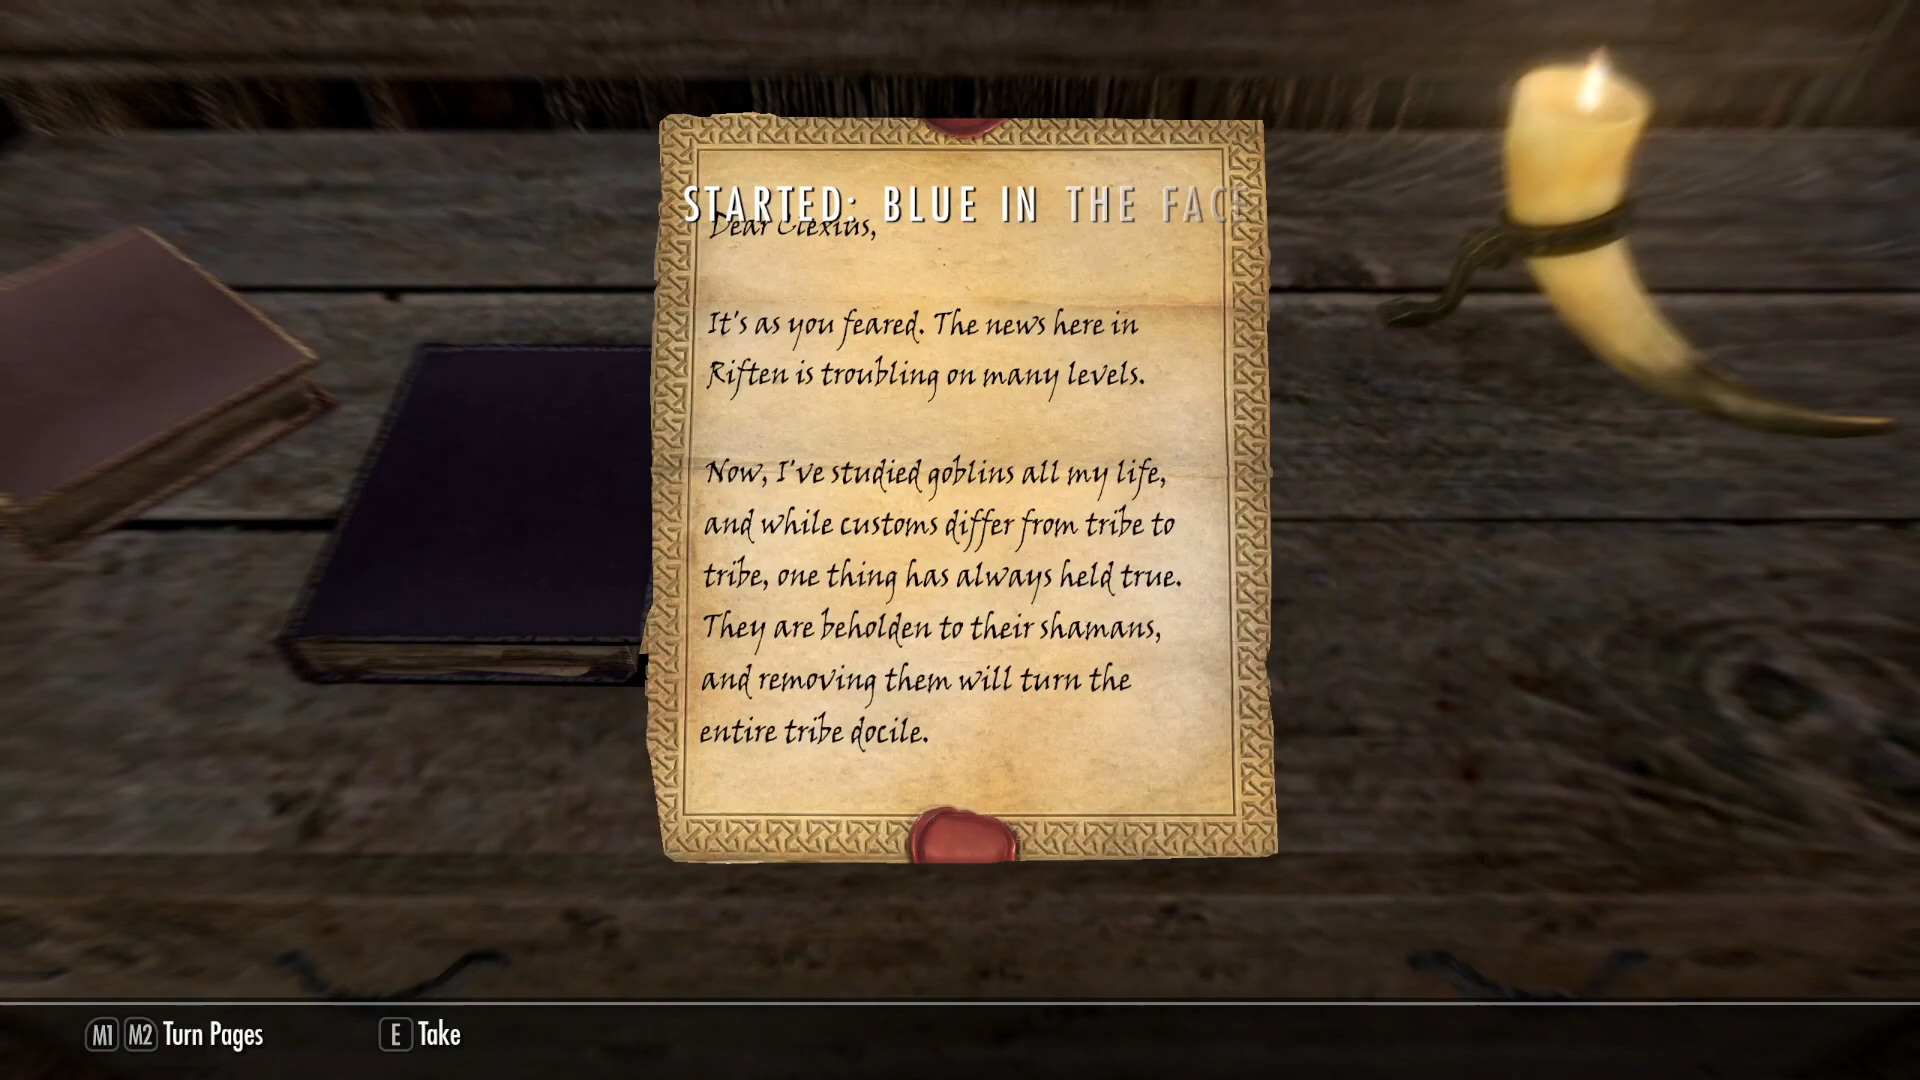 STARTED: BLUE IN THE FACE
Dear Clexius,
It's as you feared. The news here in
Riften is troubling on many levels.
Now, I've studied goblins all my life,
and while customs differ from tribe to
tribe, one thing has always held true.
They are beholden to their shamans,
and removing them will turn the
entire tribe docile.
M1 M2 Turn Pages
E Take